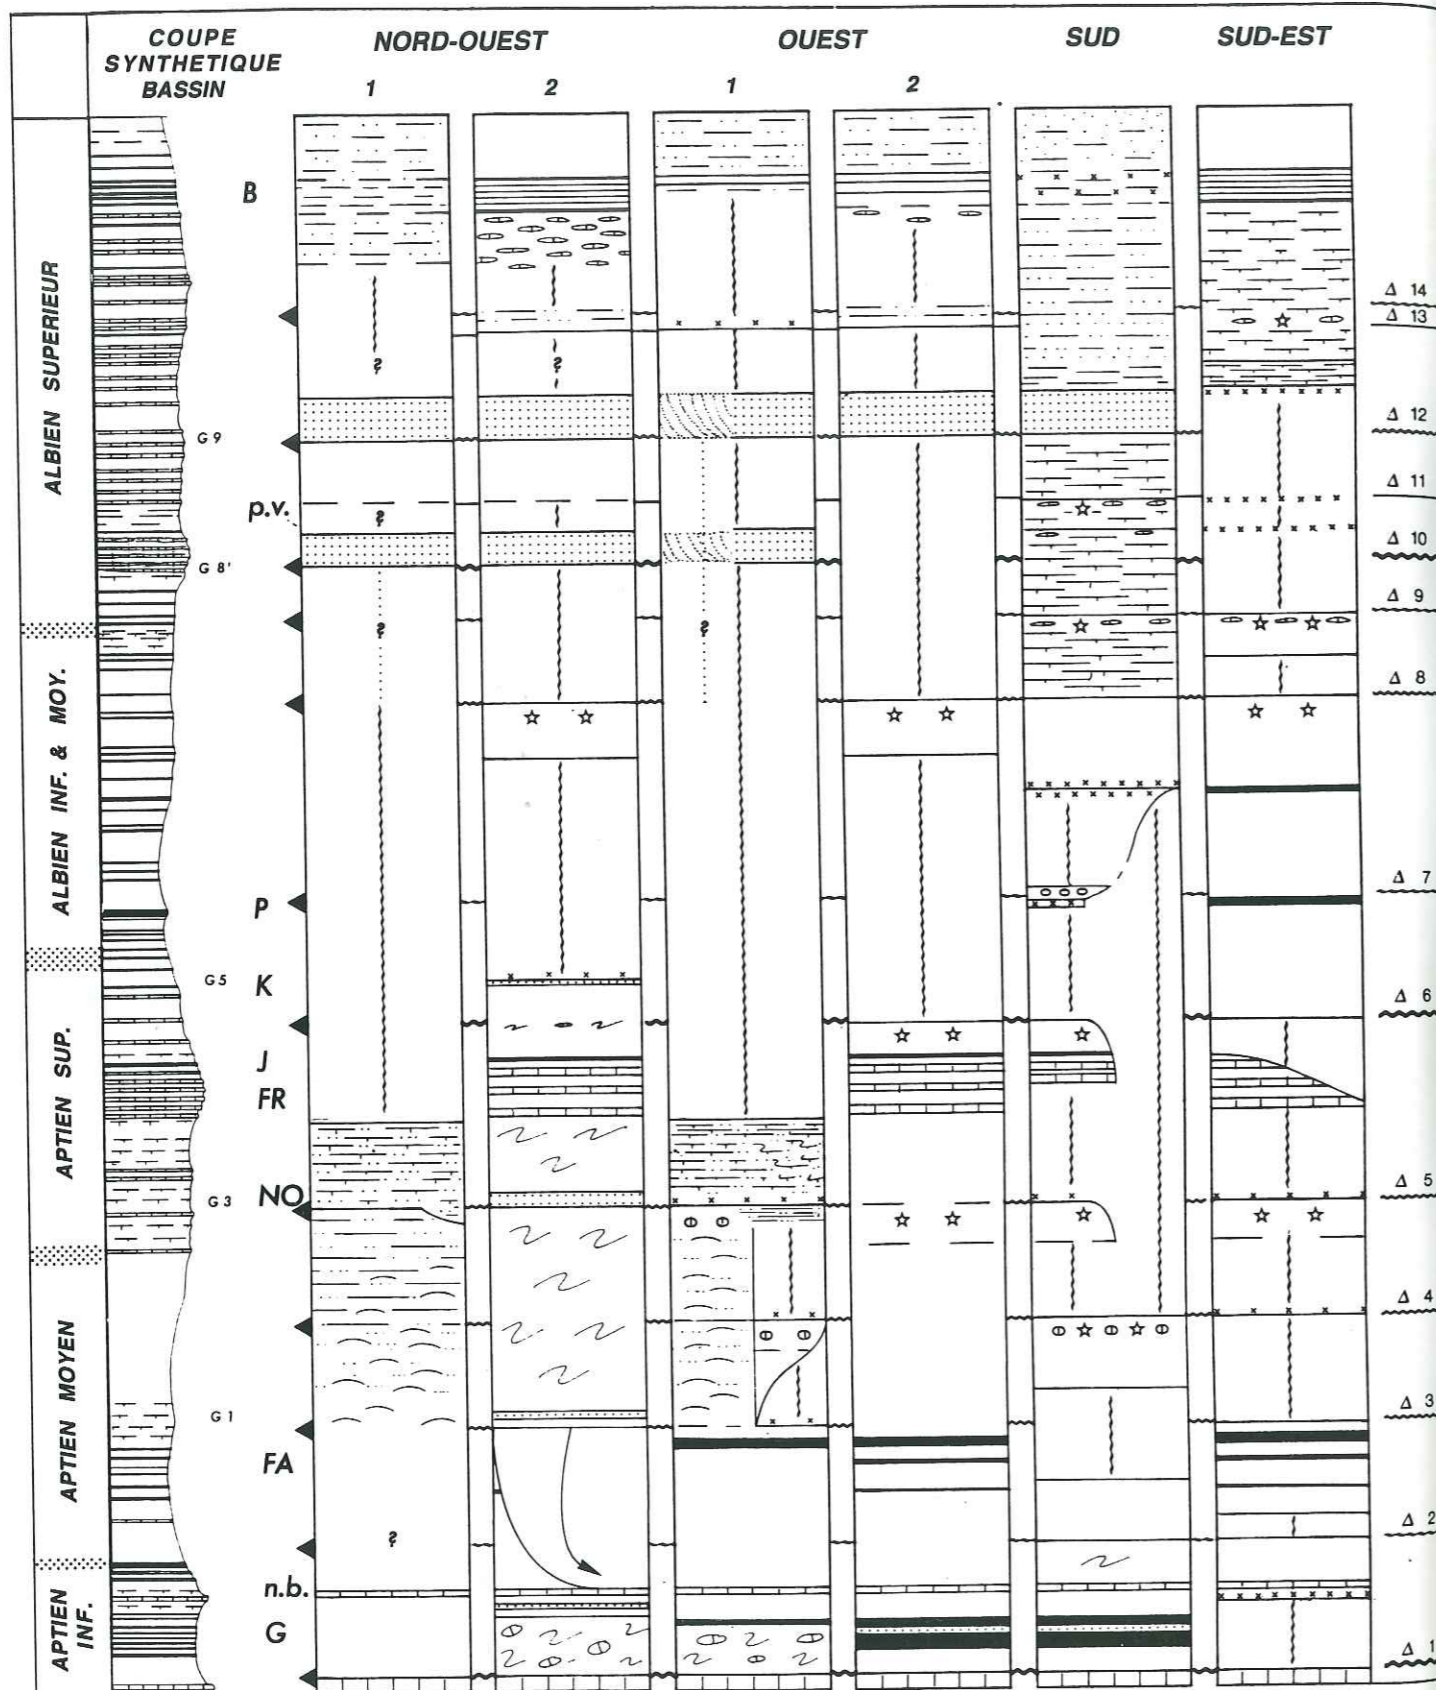 COUPE
SYNTHETIQUE
BASSIN
NORD-OUEST
OUEST
SUD
SUD-EST
1
2
1
2
ALBIEN SUPERIEUR
ALBIEN INF. & MOY.
APTIEN SUP.
APTIEN MOYEN
APTIEN
INF.
B
G 9
p.v.
G 8'
P
G 5
K
J
FR
G 3
NO
G 1
FA
n.b.
G
?
?
?
?
?
?
Δ 14
Δ 13
Δ 12
Δ 11
Δ 10
Δ 9
Δ 8
Δ 7
Δ 6
Δ 5
Δ 4
Δ 3
Δ 2
Δ 1